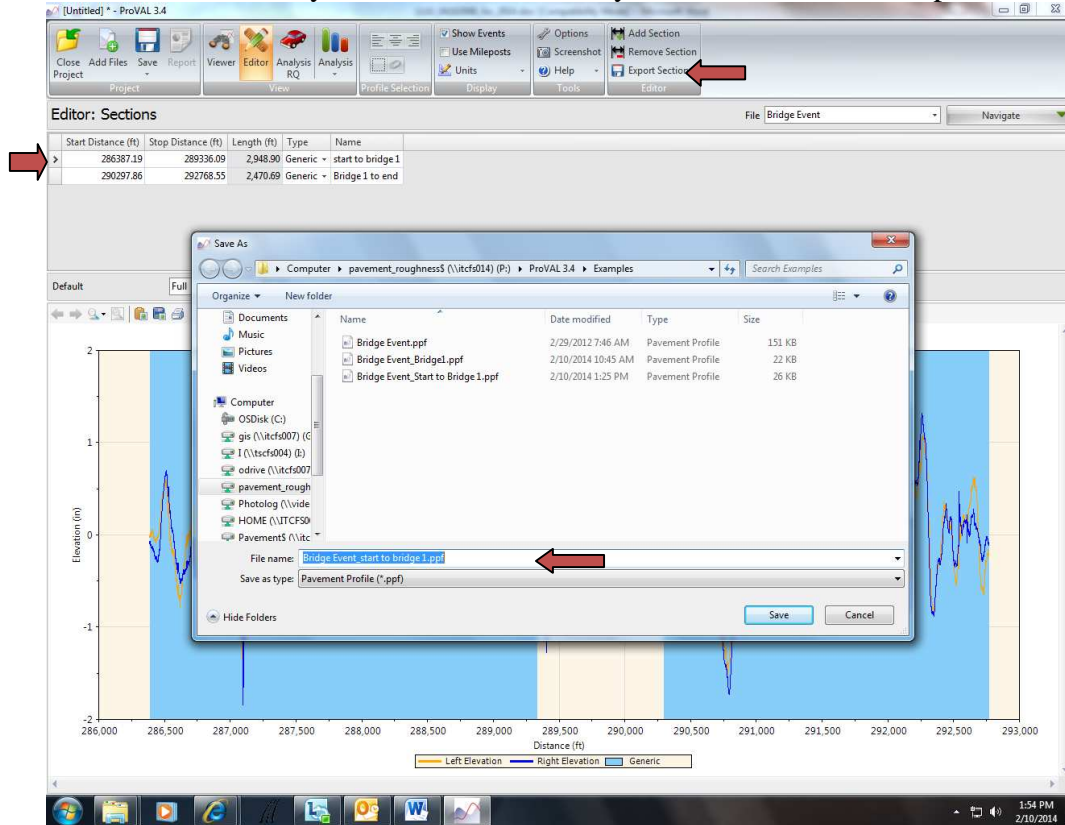 [Untitled] * - ProVAL 3.4
Close Project
Add Files
Save
Report
Viewer
Editor
Analysis RQ
Analysis
Show Events
Use Mileposts
Units
Options
Screenshot
Help
Add Section
Remove Section
Export Section
Project
View
Profile Selection
Display
Tools
Editor
Editor: Sections
File Bridge Event
Navigate
Start Distance (ft) Stop Distance (ft) Length (ft) Type Name
286387.19 289336.09 2,948.90 Generic start to bridge 1
290297.86 292768.55 2,470.69 Generic Bridge 1 to end
Save As
Computer pavement_roughness$ (\\itcfs014) (P:) ProVAL 3.4 Examples
Search Examples
Default
Full
Organize New folder
Documents
Music
Pictures
Videos
Computer
OSDisk (C:)
gis (\\itcfs007) (G
I (\\tscfs004) (I:)
odrive (\\itcfs007
pavement_rough
Photolog (\\vide
HOME (\\ITCFS0
Pavement$ (\\itc
Name Date modified Type Size
Bridge Event.ppf 2/29/2012 7:46 AM Pavement Profile 151 KB
Bridge Event_Bridge1.ppf 2/10/2014 10:45 AM Pavement Profile 22 KB
Bridge Event_Start to Bridge 1.ppf 2/10/2014 1:25 PM Pavement Profile 26 KB
File name: Bridge Event_start to bridge 1.ppf
Save as type: Pavement Profile (*.ppf)
Hide Folders
Save
Cancel
Elevation (in)
2
1
0
-1
-2
286,000 286,500 287,000 287,500 288,000 288,500 289,000 289,500 290,000 290,500 291,000 291,500 292,000 292,500 293,000
Distance (ft)
Left Elevation Right Elevation Generic
1:54 PM
2/10/2014